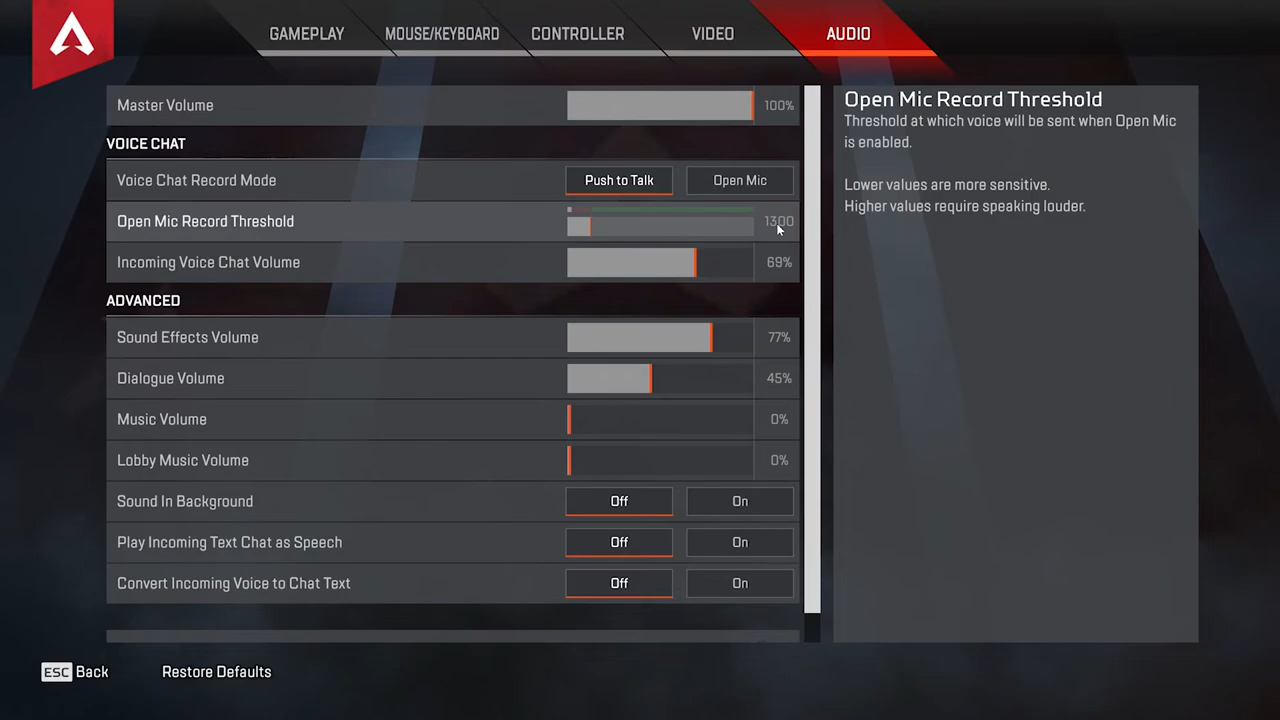 GAMEPLAY
MOUSE/KEYBOARD
CONTROLLER
VIDEO
AUDIO
Master Volume 100%
VOICE CHAT
Voice Chat Record Mode Push to Talk Open Mic
Open Mic Record Threshold 1300
Incoming Voice Chat Volume 69%
ADVANCED
Sound Effects Volume 77%
Dialogue Volume 45%
Music Volume 0%
Lobby Music Volume 0%
Sound In Background Off On
Play Incoming Text Chat as Speech Off On
Convert Incoming Voice to Chat Text Off On
Open Mic Record Threshold
Threshold at which voice will be sent when Open Mic
is enabled.
Lower values are more sensitive.
Higher values require speaking louder.
ESC Back Restore Defaults